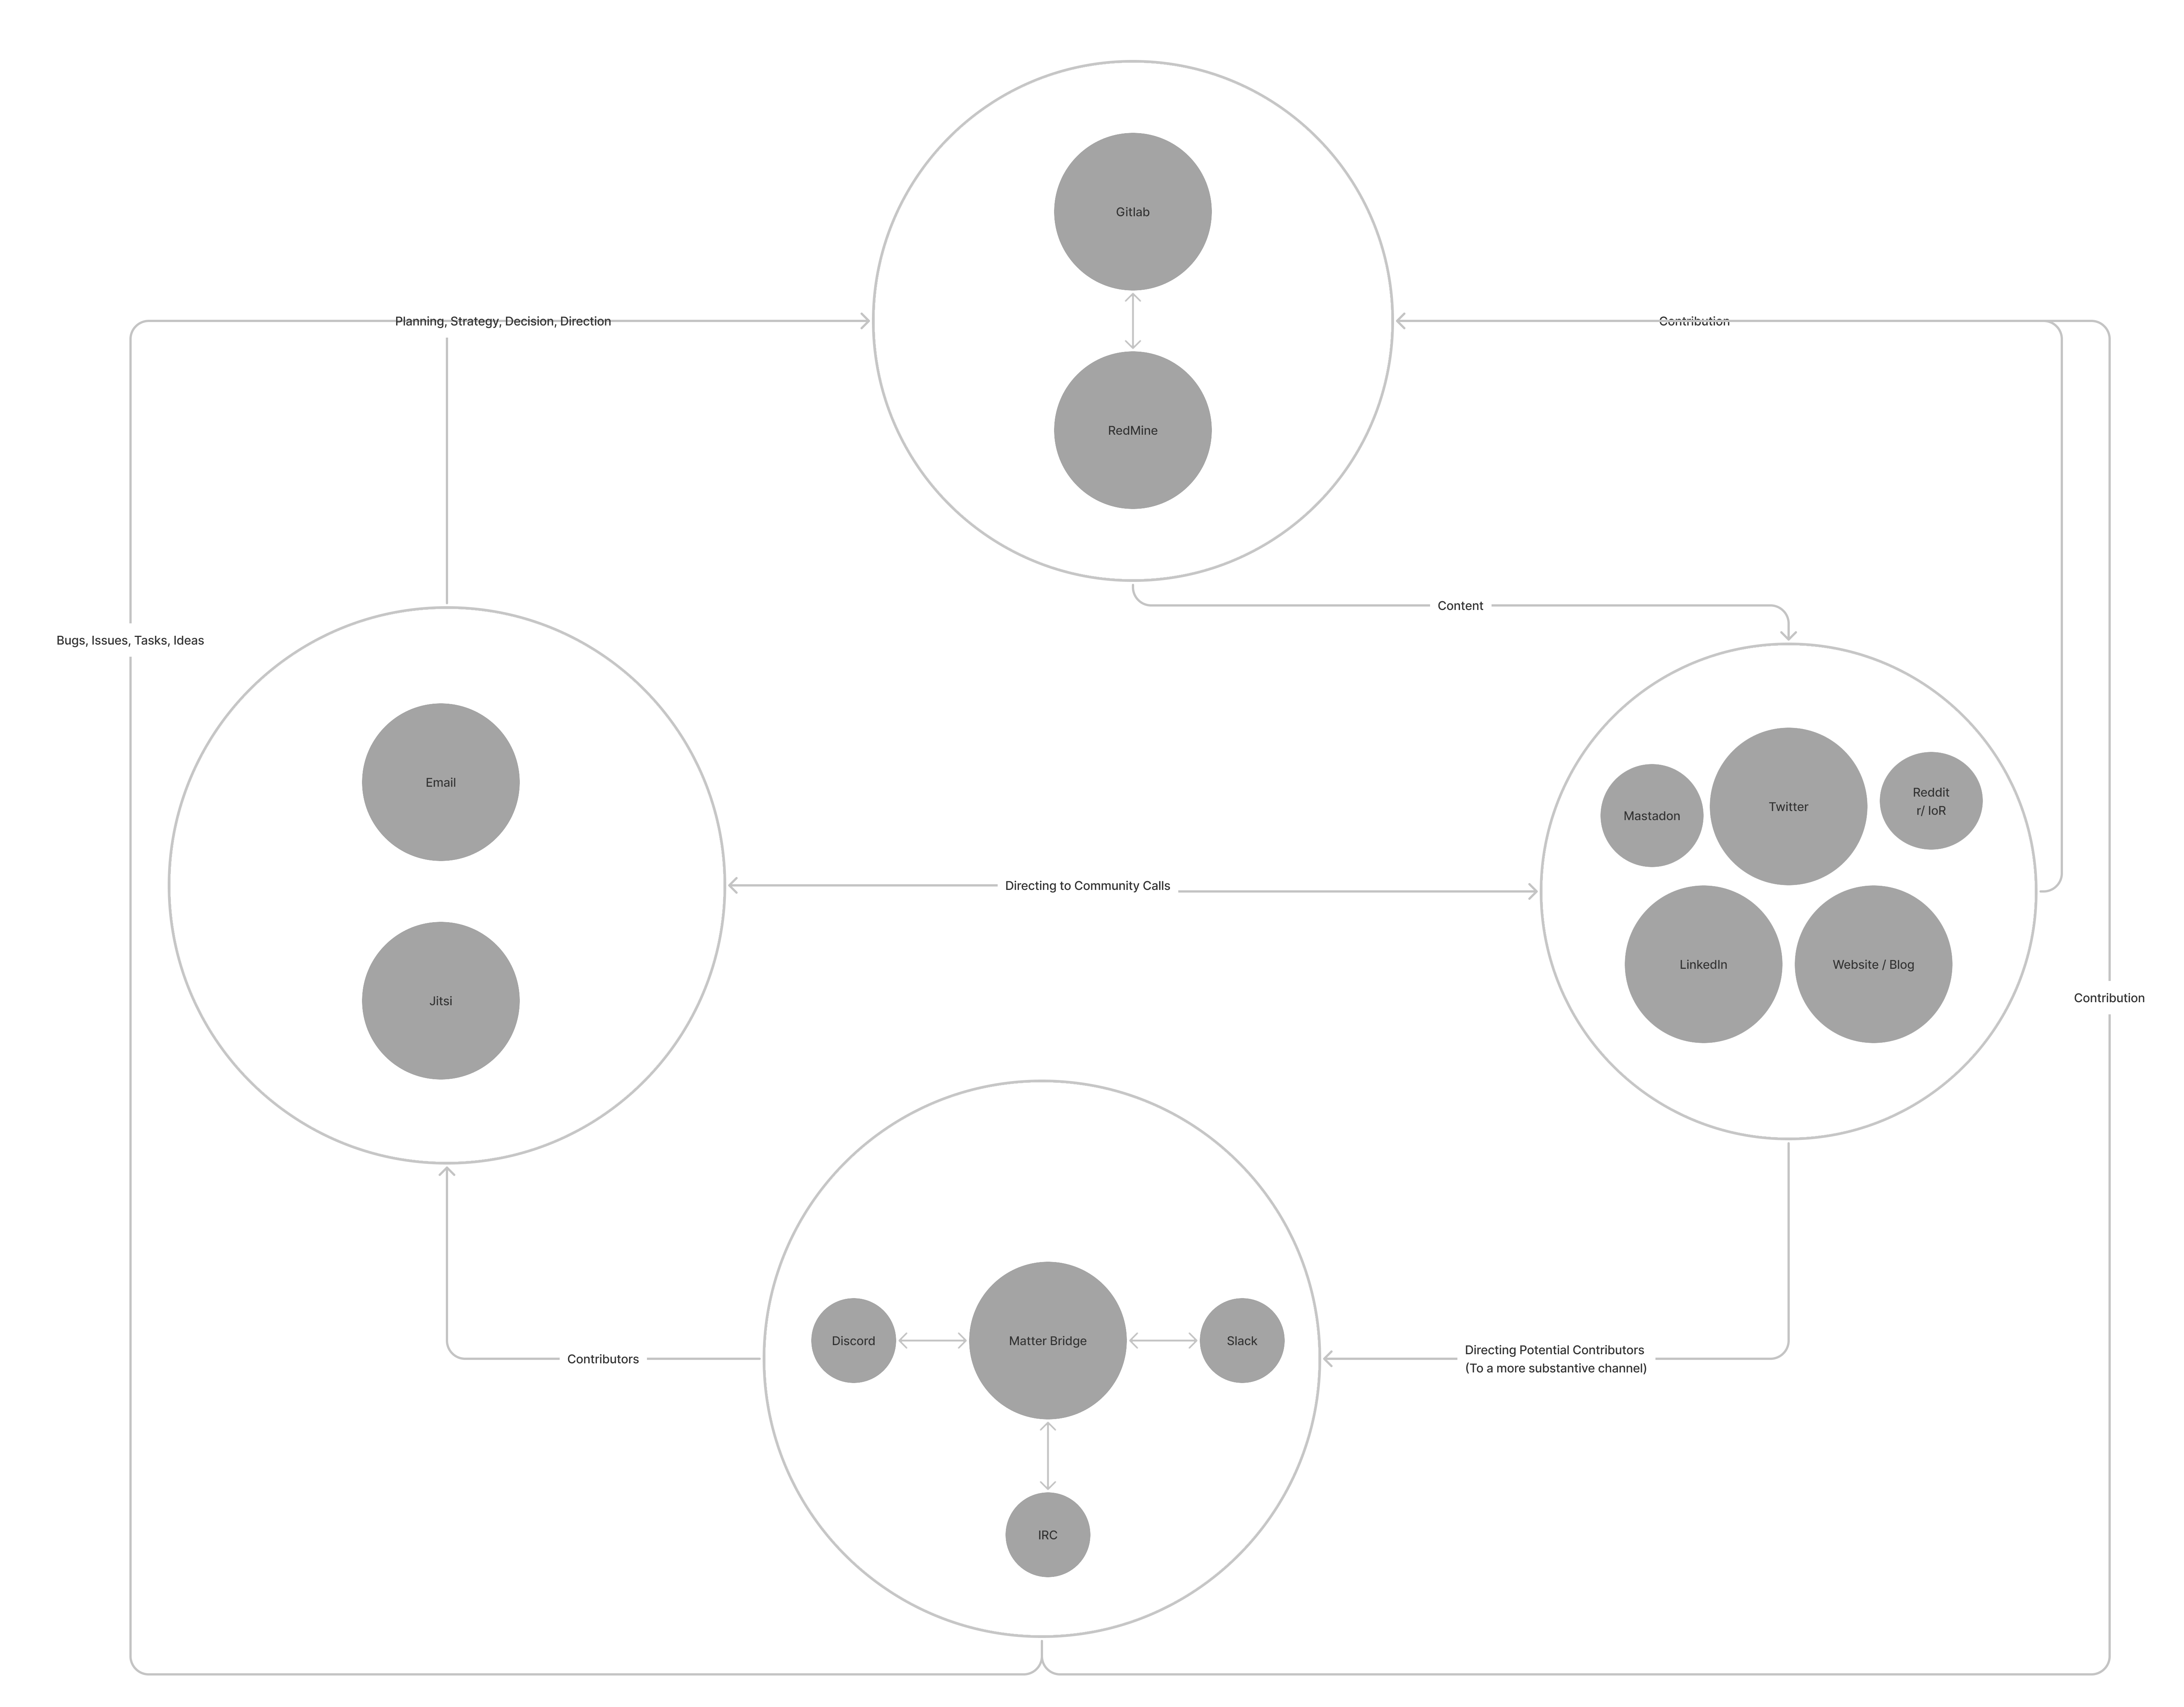 Gitlab
Planning, Strategy, Decision, Direction
Contribution
RedMine
Content
Bugs, Issues, Tasks, Ideas
Email
Mastadon
Twitter
Reddit
r/ IoR
Directing to Community Calls
LinkedIn
Website / Blog
Jitsi
Contribution
Discord
Matter Bridge
Slack
Contributors
Directing Potential Contributors
(To a more substantive channel)
IRC